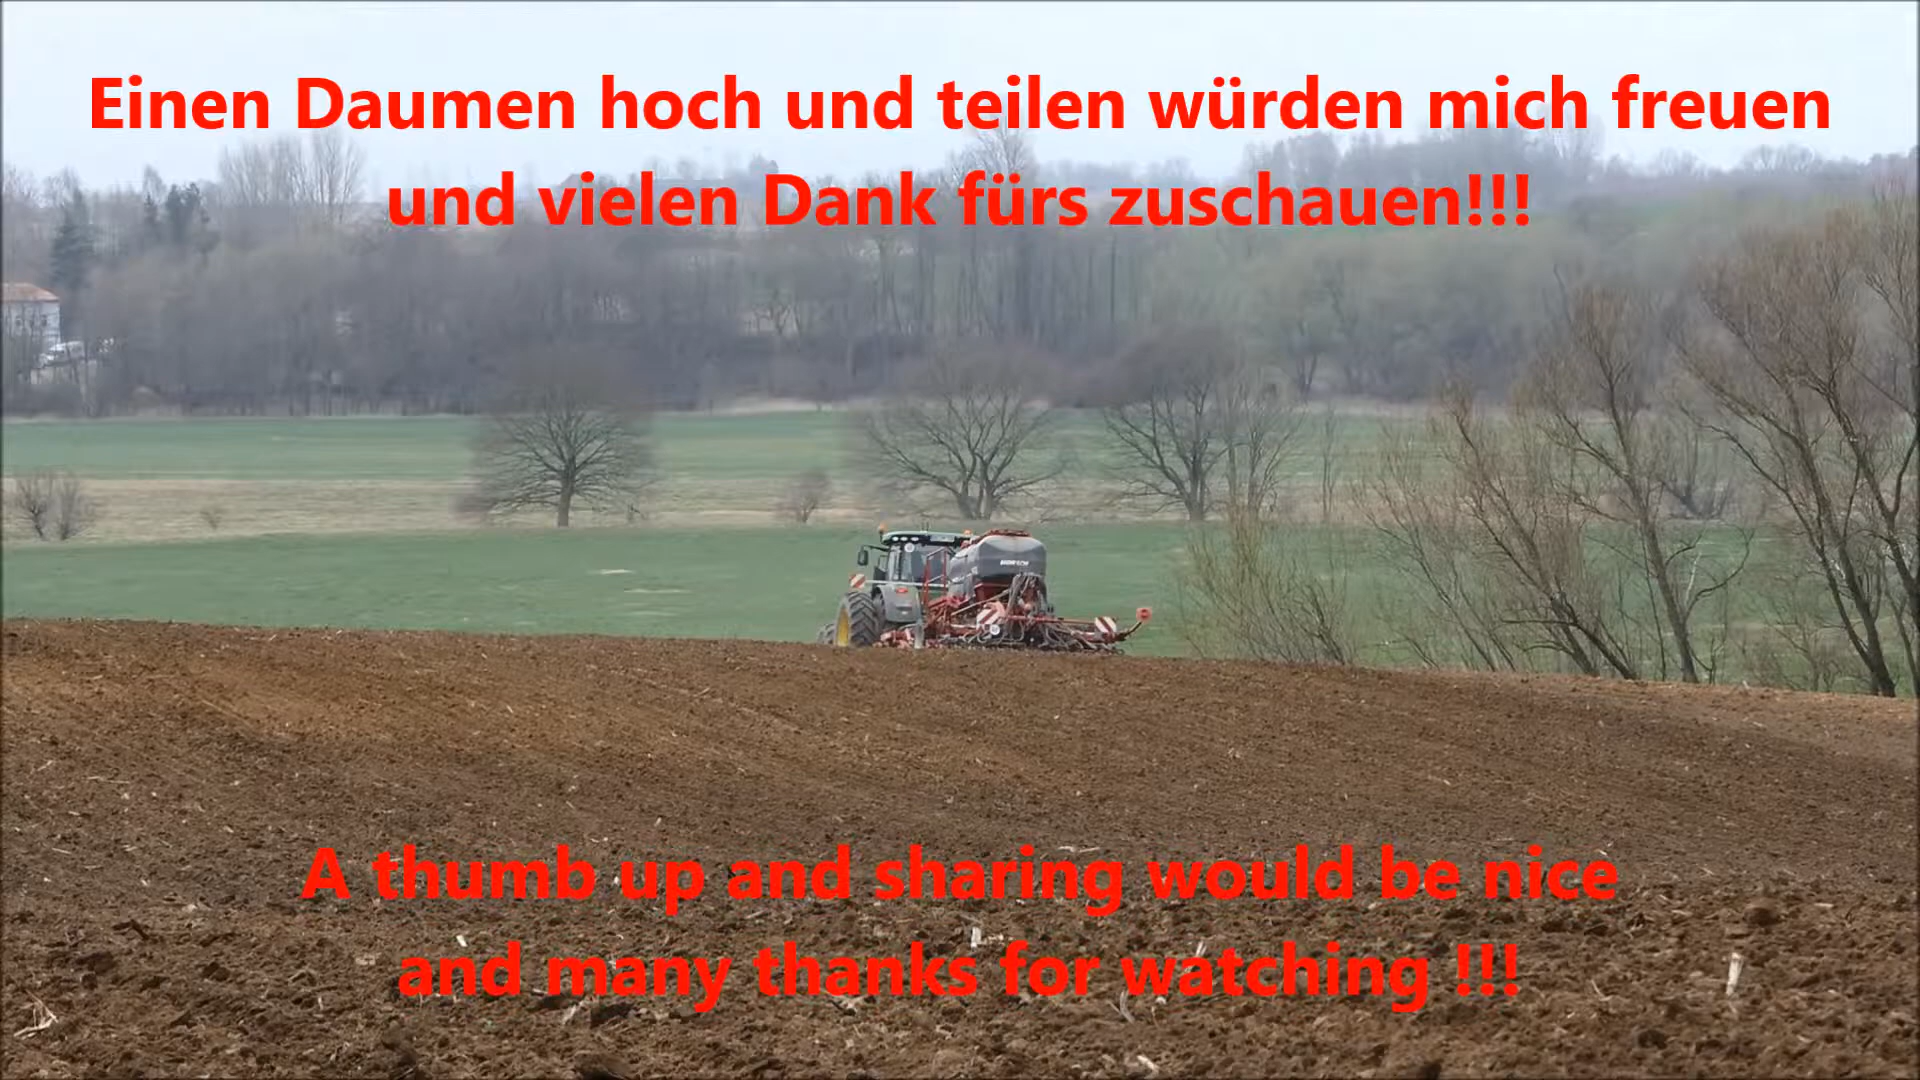 Einen Daumen hoch und teilen würden mich freuen
und vielen Dank fürs zuschauen!!!
HORSCH
A thumb up and sharing would be nice
and many thanks for watching !!!